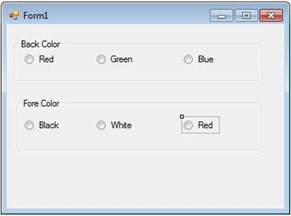 Form1
Back Color
Red Green Blue
Fore Color
Black White Red